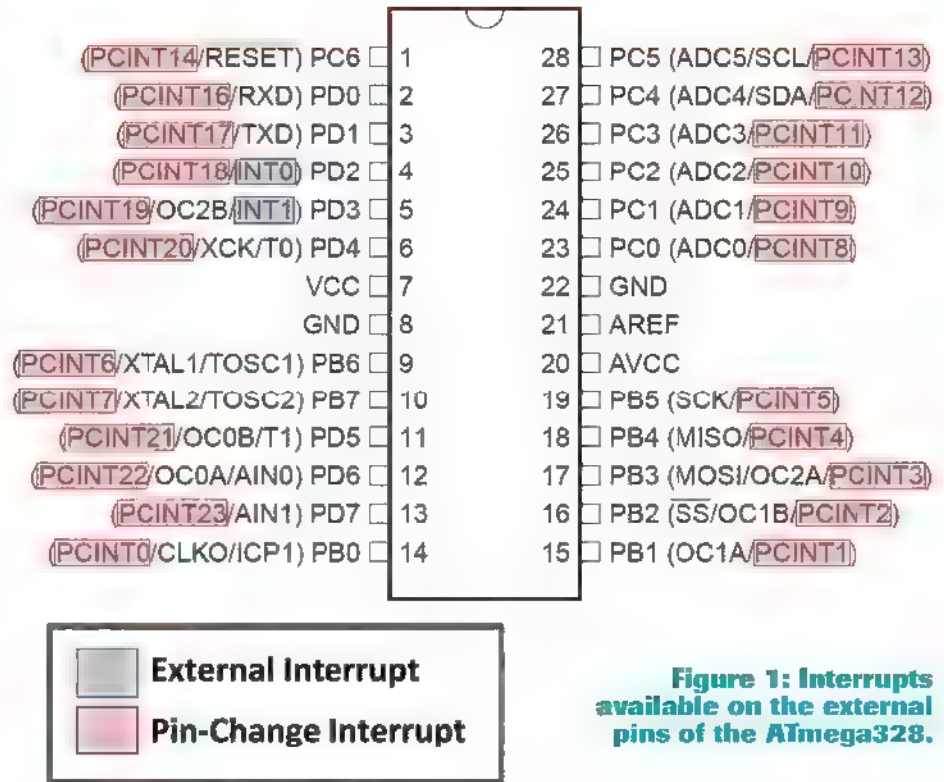 (PCINT14/RESET) PC6 1 28 PC5 (ADC5/SCL/PCINT13)
(PCINT16/RXD) PD0 2 27 PC4 (ADC4/SDA/PC NT12)
(PCINT17/TXD) PD1 3 26 PC3 (ADC3/PCINT11)
(PCINT18/INT0) PD2 4 25 PC2 (ADC2/PCINT10)
(PCINT19/OC2B/INT1) PD3 5 24 PC1 (ADC1/PCINT9)
(PCINT20/XCK/T0) PD4 6 23 PC0 (ADC0/PCINT8)
VCC 7 22 GND
GND 8 21 AREF
(PCINT6/XTAL1/TOSC1) PB6 9 20 AVCC
(PCINT7/XTAL2/TOSC2) PB7 10 19 PB5 (SCK/PCINT5)
(PCINT21/OC0B/T1) PD5 11 18 PB4 (MISO/PCINT4)
(PCINT22/OC0A/AIN0) PD6 12 17 PB3 (MOSI/OC2A/PCINT3)
(PCINT23/AIN1) PD7 13 16 PB2 (SS/OC1B/PCINT2)
(PCINT0/CLKO/ICP1) PB0 14 15 PB1 (OC1A/PCINT1)
External Interrupt
Pin-Change Interrupt
Figure 1: Interrupts
available on the external
pins of the ATmega328.